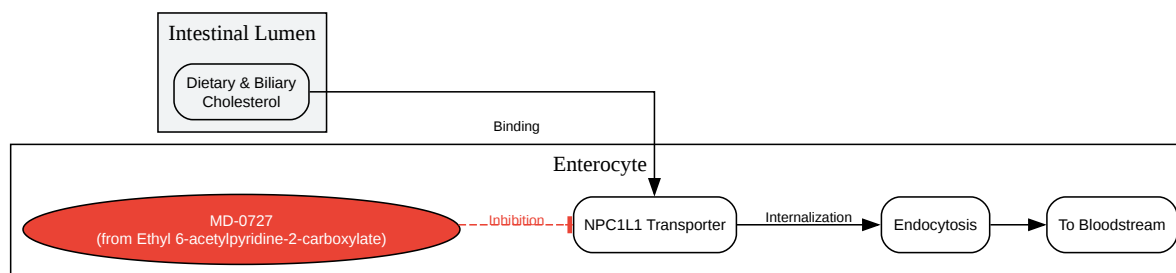 Intestinal Lumen
Dietary & Biliary
Cholesterol
Binding
Enterocyte
MD-0727
(from Ethyl 6-acetylpyridine-2-carboxylate)
Inhibition
NPC1L1 Transporter
Internalization
Endocytosis
To Bloodstream